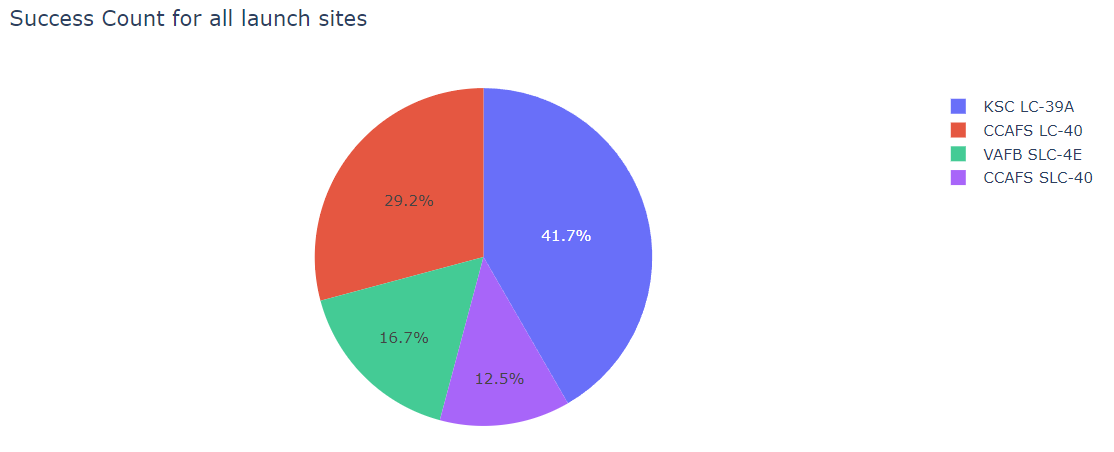 Success Count for all launch sites
KSC LC-39A
CCAFS LC-40
VAFB SLC-4E
CCAFS SLC-40
29.2%
41.7%
16.7%
12.5%